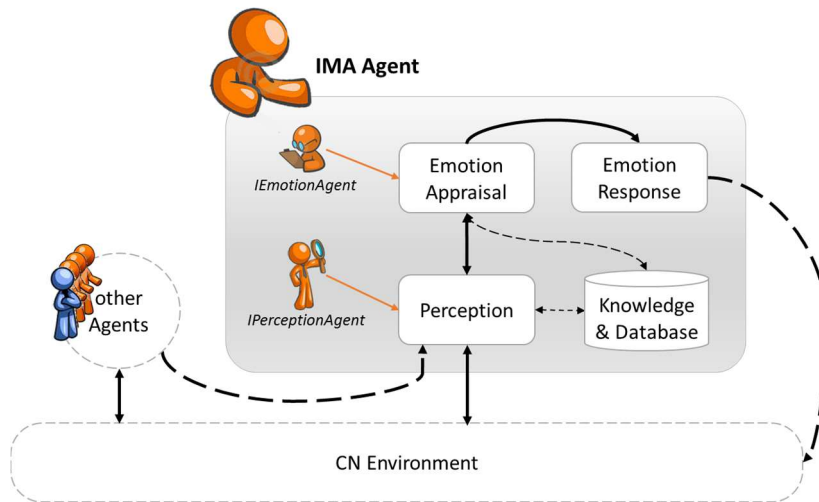 IMA Agent
Emotion
Appraisal
Emotion
Response
IEmotionAgent
other
Agents
IPerceptionAgent
Perception
Knowledge
& Database
CN Environment